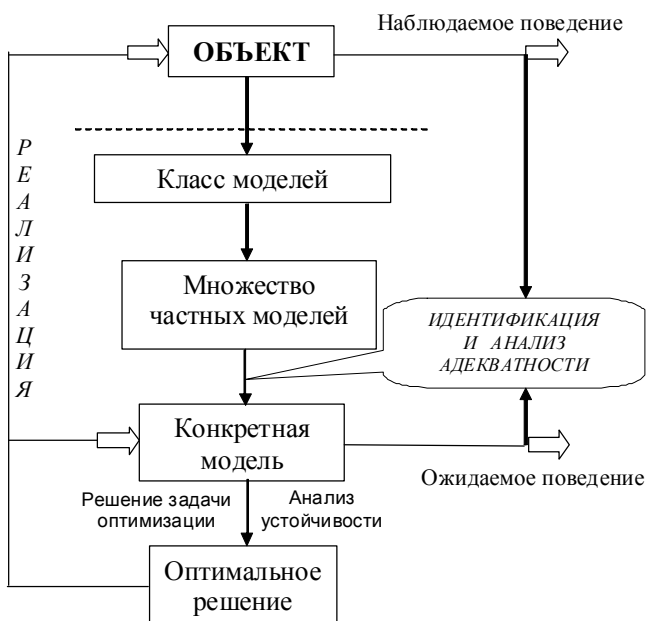 Наблюдаемое поведение
ОБЪЕКТ
РЕАЛИЗАЦИЯ
Класс моделей
Множество
частных моделей
ИДЕНТИФИКАЦИЯ
И АНАЛИЗ
АДЕКВАТНОСТИ
Конкретная
модель
Ожидаемое поведение
Решение задачи
оптимизации
Анализ
устойчивости
Оптимальное
решение